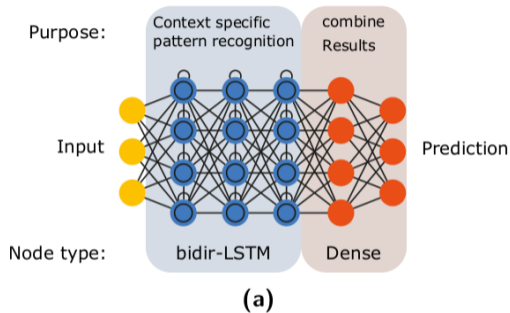 Purpose:
Context specific
pattern recognition
combine
Results
Input
Prediction
Node type:
bidir-LSTM
Dense
(a)